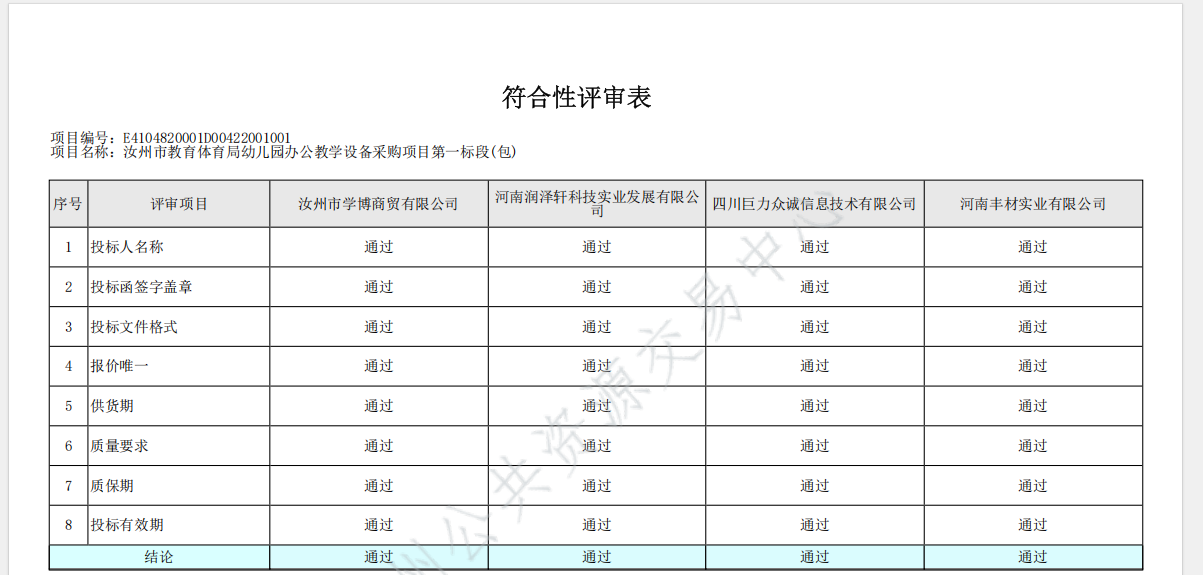 符合性评审表
项目编号：E4104820001D00422001001
项目名称：汝州市教育体育局幼儿园办公教学设备采购项目第一标段(包)
序号 评审项目 汝州市学博商贸有限公司 河南润泽轩科技实业发展有限公司 四川巨力众诚信息技术有限公司 河南丰材实业有限公司
1 投标人名称 通过 通过 通过 通过
2 投标函签字盖章 通过 通过 通过 通过
3 投标文件格式 通过 通过 通过 通过
4 报价唯一 通过 通过 通过 通过
5 供货期 通过 通过 通过 通过
6 质量要求 通过 通过 通过 通过
7 质保期 通过 通过 通过 通过
8 投标有效期 通过 通过 通过 通过
结论 通过 通过 通过 通过
州公共资源交易中心